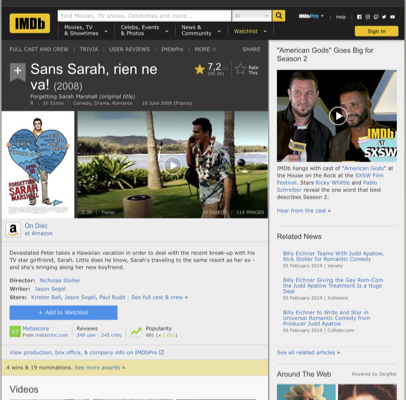 IMDb
Find Movies, TV shows, Celebrities and more...
All
IMDbPro
Help
Movies, TV
& Showtimes
Celebs, Events
& Photos
News &
Community
Watchlist
Sign in
FULL CAST AND CREW | TRIVIA | USER REVIEWS | IMDbPro | MORE
SHARE
Sans Sarah, rien ne
va! (2008)
7,2
Rate
This
Forgetting Sarah Marshall (original title)
R | 1h 51min | Comedy, Drama, Romance | 18 June 2008 (France)
FORGETTING
SARAH
MARSHALL
2:30 | Trailer
VIDEOS | 114 IMAGES
On Disc
at Amazon
Devastated Peter takes a Hawaiian vacation in order to deal with the recent break-up with his
TV star girlfriend, Sarah. Little does he know, Sarah's traveling to the same resort as her ex -
and she's bringing along her new boyfriend.
Director: Nicholas Stoller
Writer: Jason Segel
Stars: Kristen Bell, Jason Segel, Paul Rudd | See full cast & crew »
+ Add to Watchlist
67
Metascore
From metacritic.com
Reviews
348 user | 245 critic
Popularity
691
View production, box office, & company info on IMDbPro
4 wins & 19 nominations. See more awards »
Videos
"American Gods" Goes Big for
Season 2
IMDb
SXSW
IMDb hangs with cast of "American Gods" at
the House on the Rock at the SXSW Film
Festival. Stars Ricky Whittle and Pablo
Schreiber reveal the one word that best
describes Season 2.
Hear from the cast »
Related News
Billy Eichner Teams With Judd Apatow,
Nick Stoller for Romantic Comedy
05 February 2019 | Variety
Billy Eichner Giving the Gay Rom-Com
the Judd Apatow Treatment Is a Huge
Deal
05 February 2019 | Indiewire
Billy Eichner to Write and Star in
Universal Romantic Comedy from
Producer Judd Apatow
05 February 2019 | Collider.com
See all related articles »
Around The Web
Powered by ZergNet